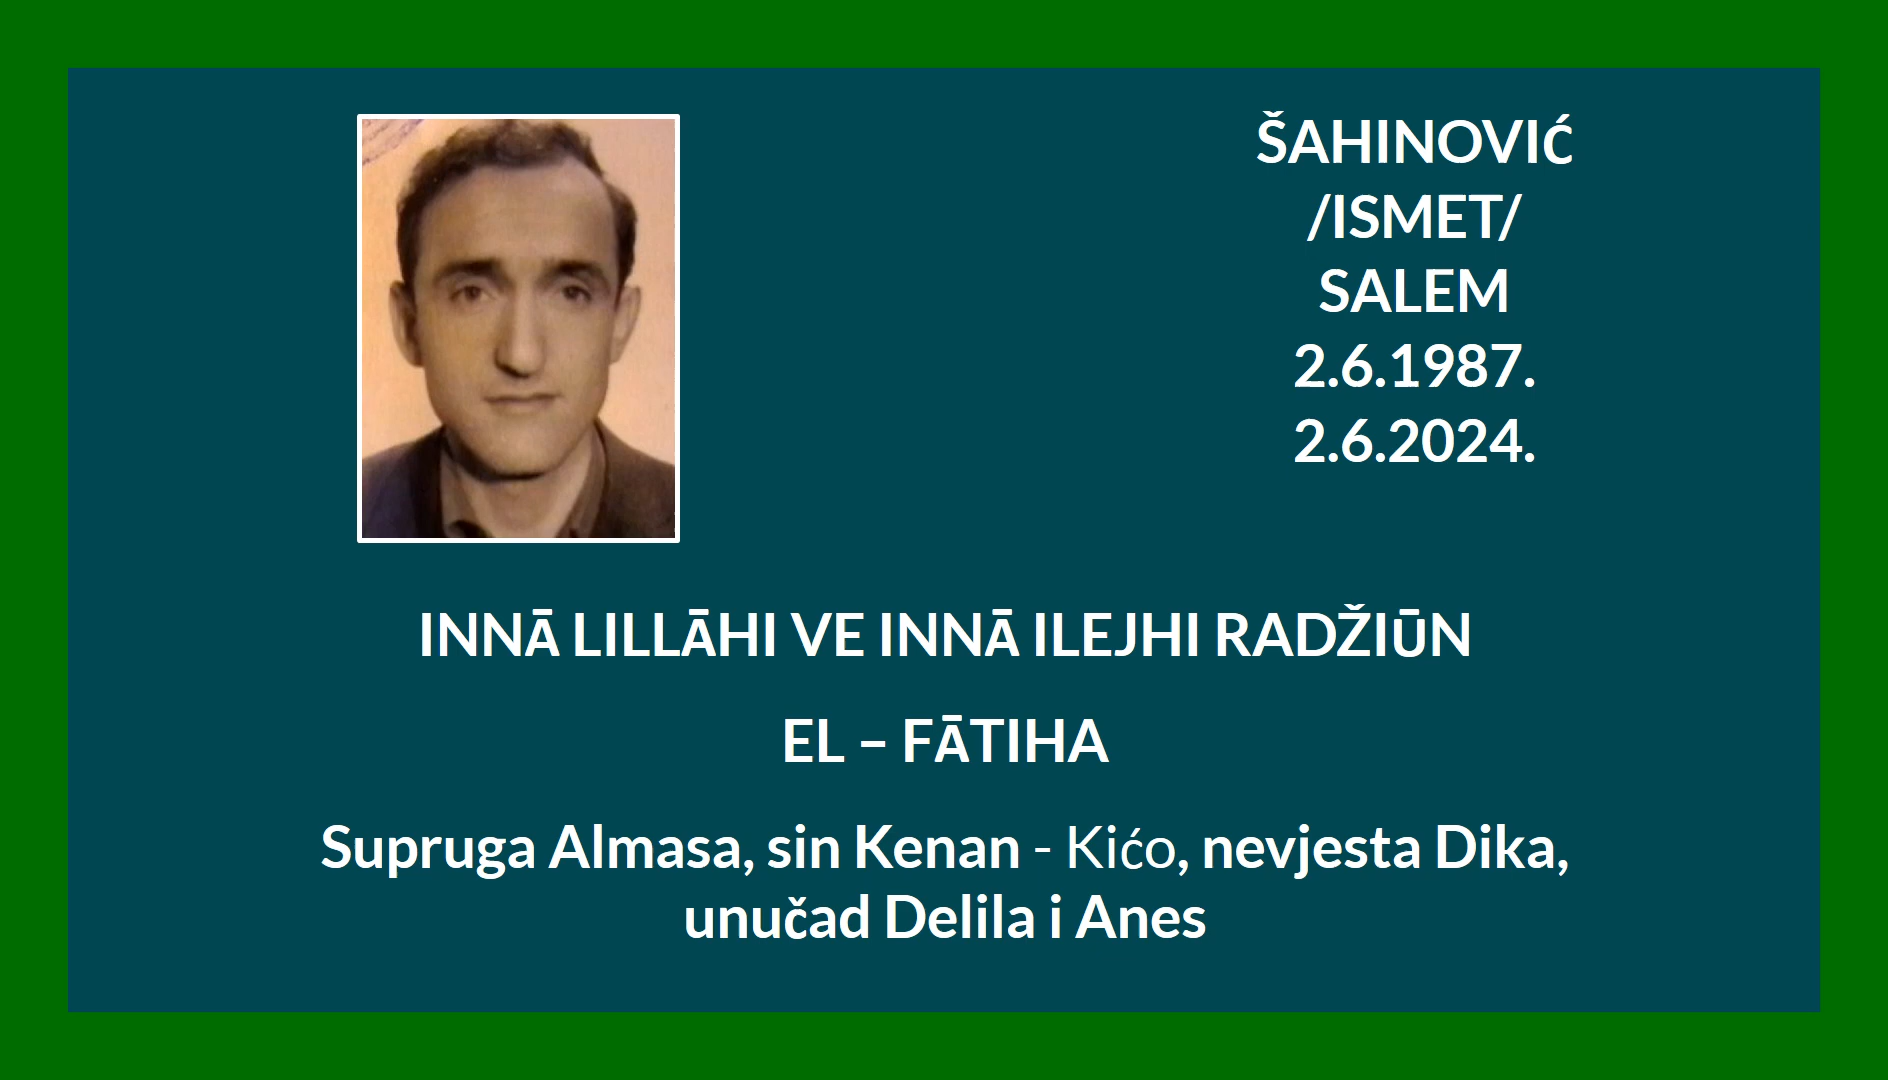 ŠAHINOVIĆ
/ISMET/
SALEM
2.6.1987.
2.6.2024.
INNĀ LILLĀHI VE INNĀ ILEJHI RADŽIŪN
EL – FĀTIHA
Supruga Almasa, sin Kenan - Kićo, nevjesta Dika,
unučad Delila i Anes